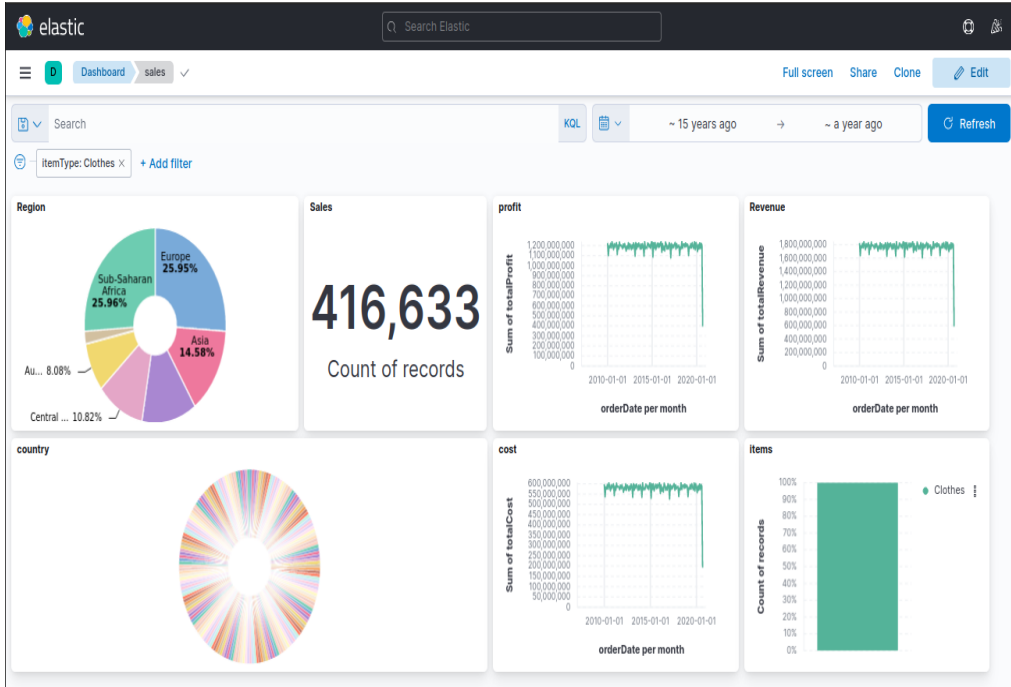 elastic
Search Elastic
D
Dashboard
sales
Full screen
Share
Clone
Edit
Search
KQL
~ 15 years ago
→
~ a year ago
Refresh
itemType: Clothes ×
+ Add filter
Region
Europe
25.95%
Sub-Saharan
Africa
25.96%
Asia
14.58%
Au... 8.08%
Central ... 10.82%
Sales
416,633
Count of records
profit
Sum of totalProfit
1,200,000,000
1,100,000,000
1,000,000,000
900,000,000
800,000,000
700,000,000
600,000,000
500,000,000
400,000,000
300,000,000
200,000,000
100,000,000
0
2010-01-01 2015-01-01 2020-01-01
orderDate per month
Revenue
Sum of totalRevenue
1,800,000,000
1,600,000,000
1,400,000,000
1,200,000,000
1,000,000,000
800,000,000
600,000,000
400,000,000
200,000,000
0
2010-01-01 2015-01-01 2020-01-01
orderDate per month
country
cost
Sum of totalCost
600,000,000
550,000,000
500,000,000
450,000,000
400,000,000
350,000,000
300,000,000
250,000,000
200,000,000
150,000,000
100,000,000
50,000,000
0
2010-01-01 2015-01-01 2020-01-01
orderDate per month
items
Count of records
100%
90%
80%
70%
60%
50%
40%
30%
20%
10%
0%
Clothes